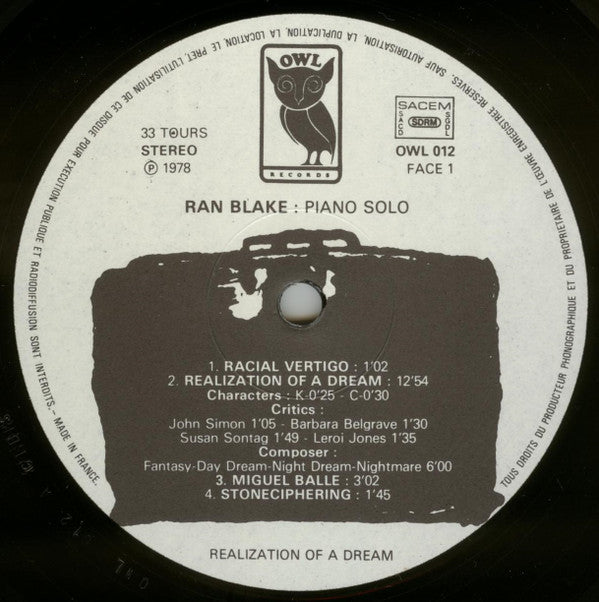 OWL
RECORDS
33 TOURS
STEREO
℗ 1978
SACEM
SACD
SDRM
SGDL
OWL 012
FACE 1
RAN BLAKE : PIANO SOLO
1. RACIAL VERTIGO : 1'02
2. REALIZATION OF A DREAM : 12'54
Characters : K-0'25 - C-0'30
Critics :
John Simon 1'05 - Barbara Belgrave 1'30
Susan Sontag 1'49 - Leroi Jones 1'35
Composer :
Fantasy-Day Dream-Night Dream-Nightmare 6'00
3. MIGUEL BALLE : 3'02
4. STONECIPHERING : 1'45
REALIZATION OF A DREAM
TOUS DROITS DU PRODUCTEUR PHONOGRAPHIQUE ET DU PROPRIETAIRE DE L'ŒUVRE ENREGISTREE RESERVES. SAUF AUTORISATION, LA DUPLICATION, LA LOCATION, LE PRET, L'UTILISATION DE CE DISQUE POUR EXECUTION PUBLIQUE ET RADIODIFFUSION SONT INTERDITS. - MADE IN FRANCE.
OWL 012 A